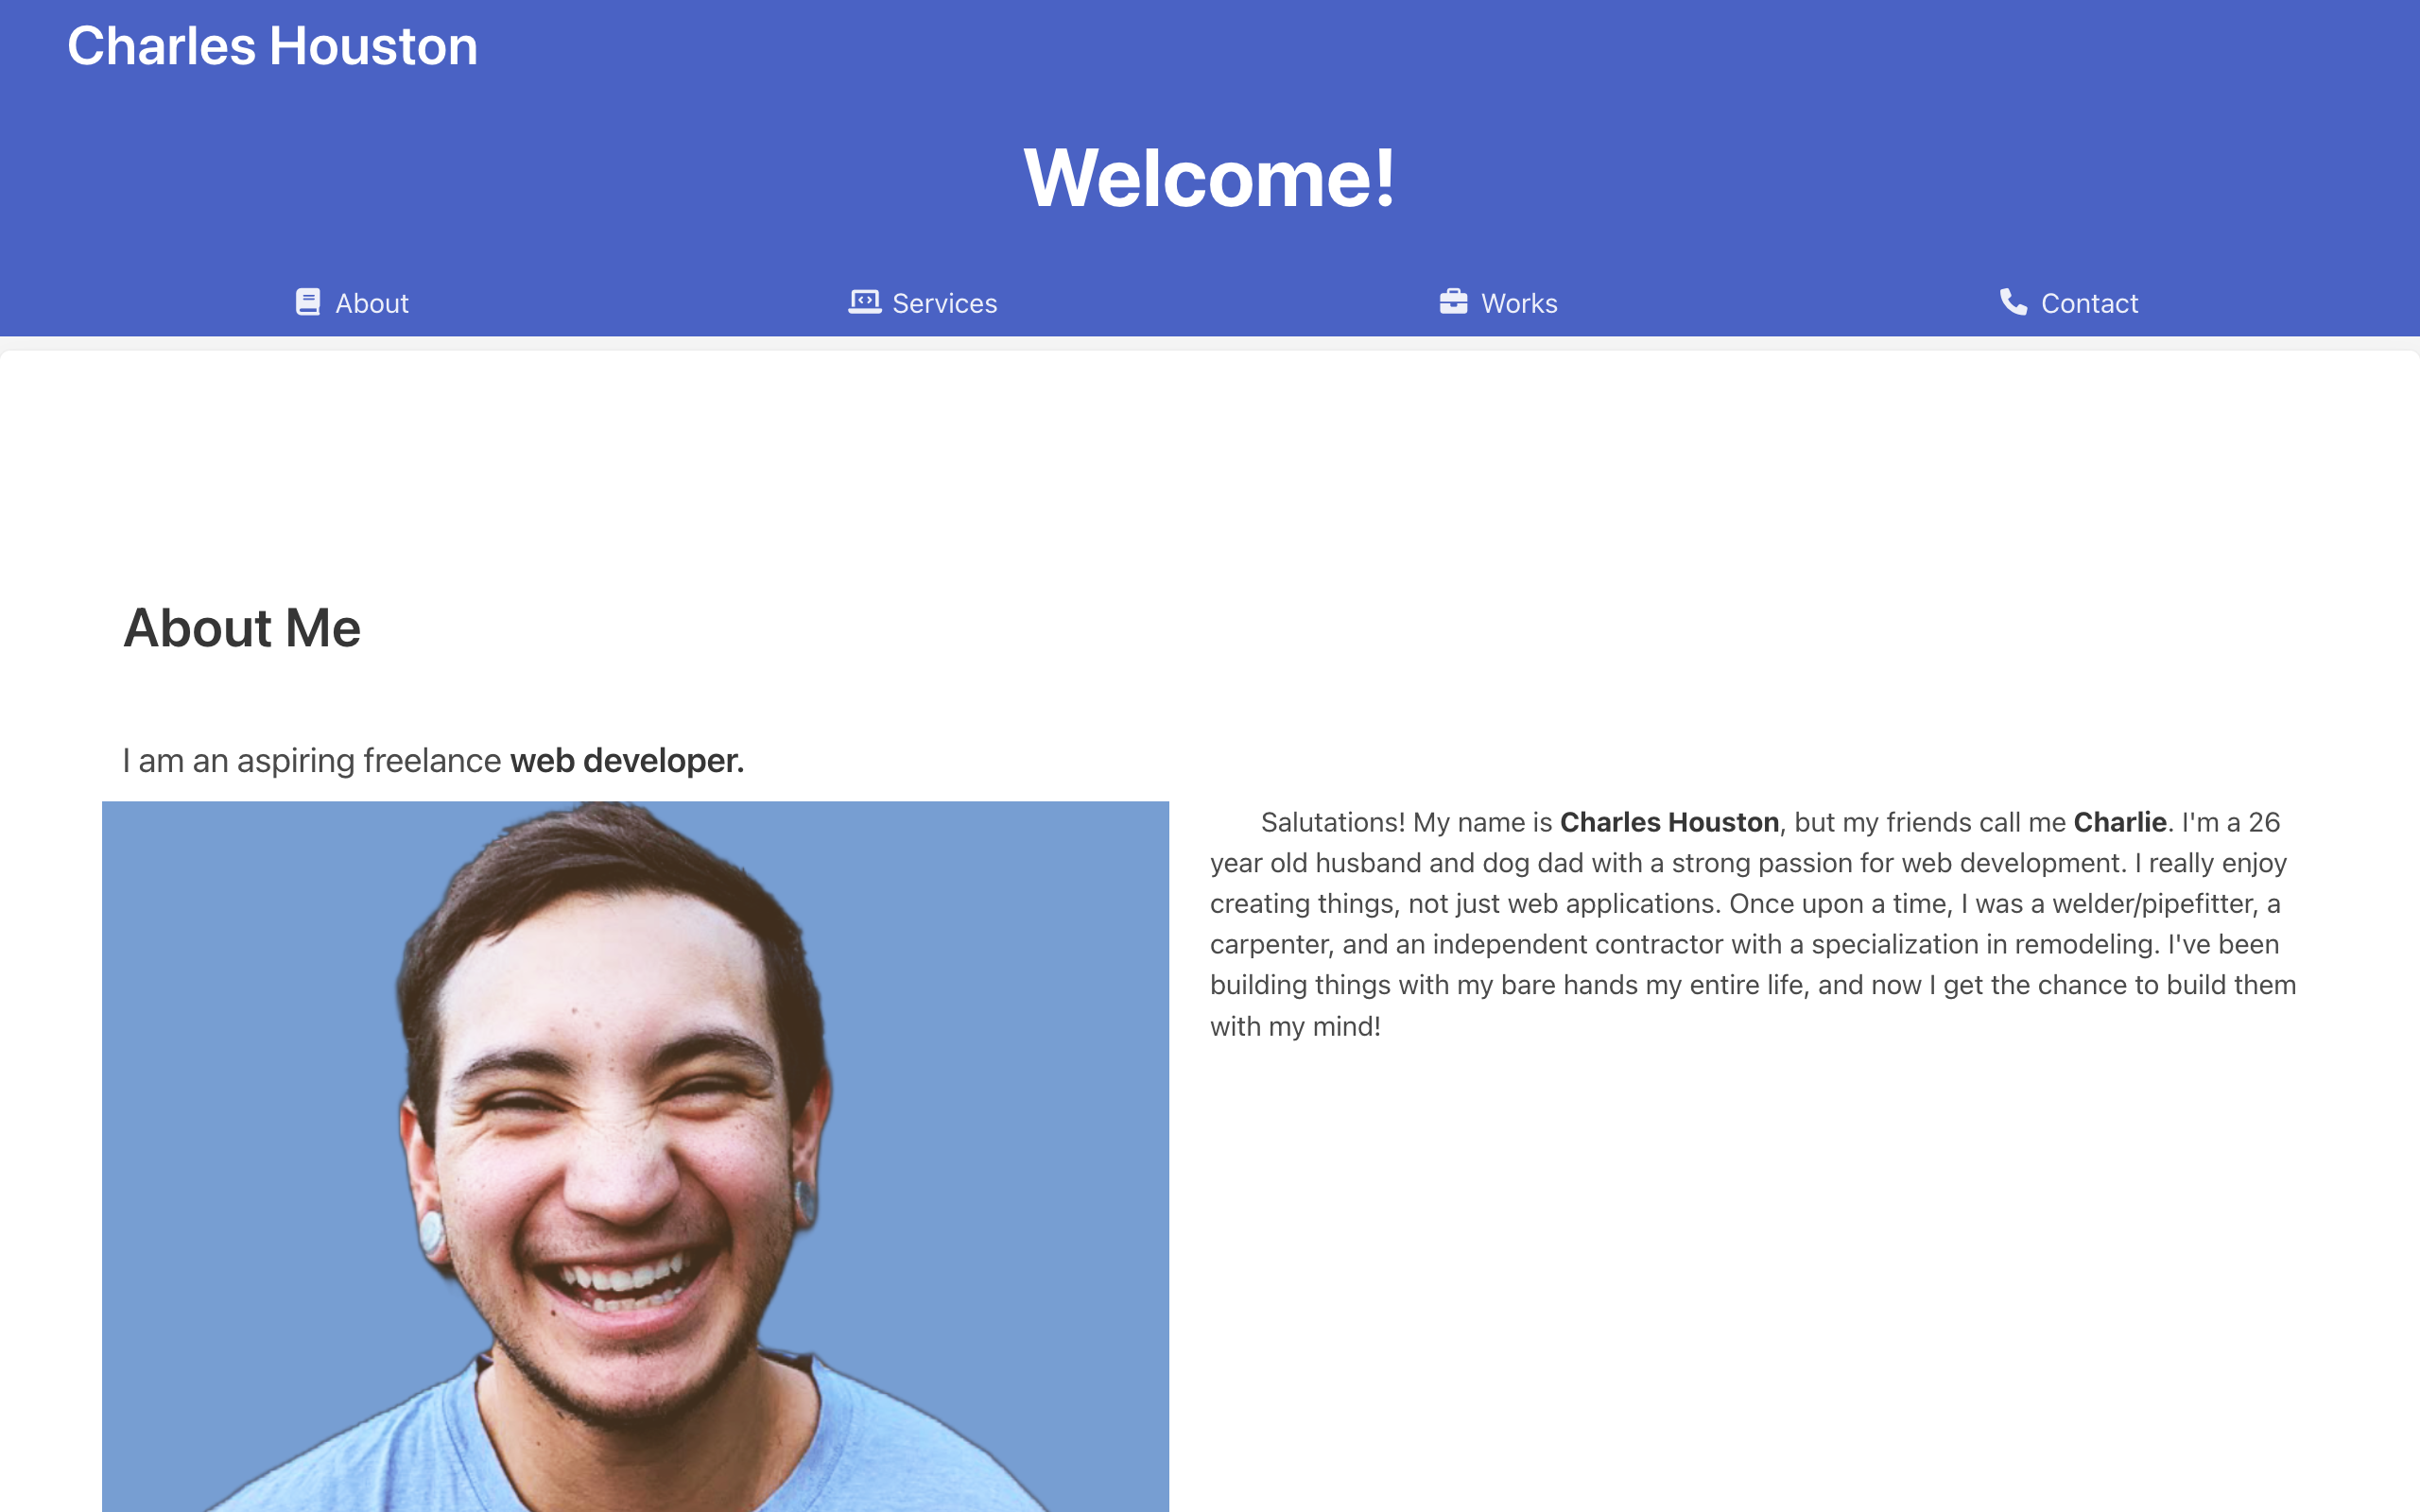 Charles Houston
Welcome!
About
Services
Works
Contact
About Me
I am an aspiring freelance web developer.
Salutations! My name is Charles Houston, but my friends call me Charlie. I'm a 26
year old husband and dog dad with a strong passion for web development. I really enjoy
creating things, not just web applications. Once upon a time, I was a welder/pipefitter, a
carpenter, and an independent contractor with a specialization in remodeling. I've been
building things with my bare hands my entire life, and now I get the chance to build them
with my mind!